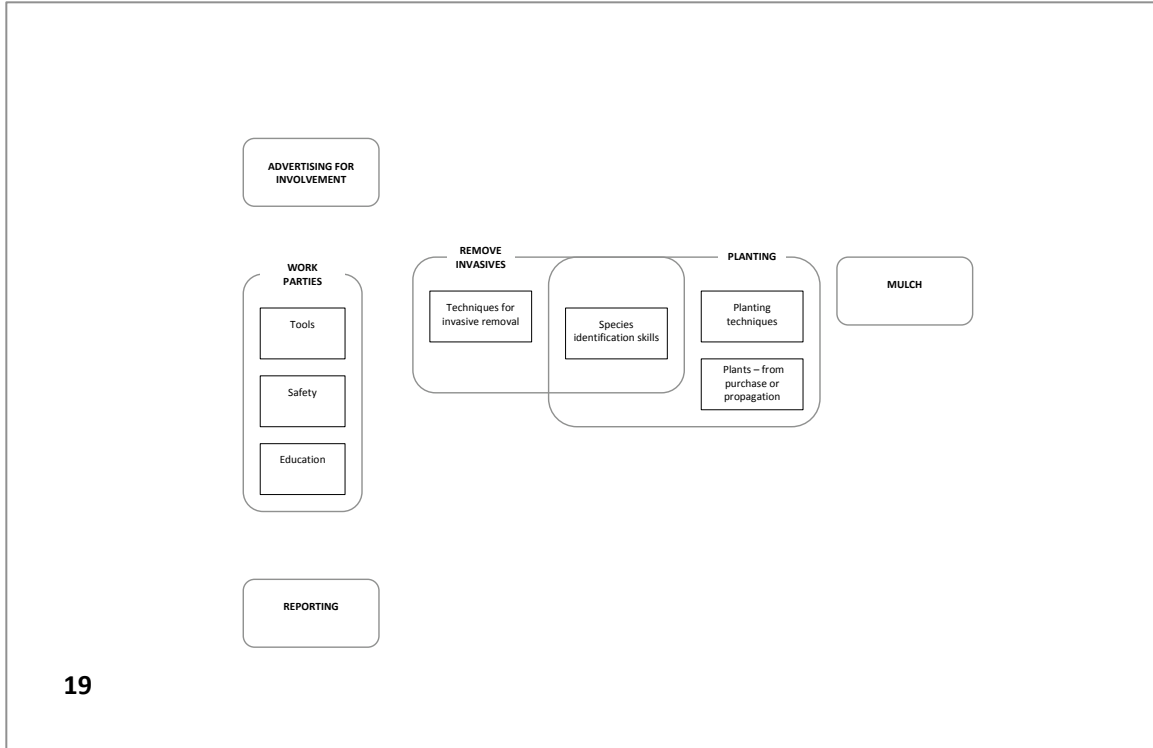 ADVERTISING FOR
INVOLVEMENT
WORK
PARTIES
Tools
Safety
Education
REMOVE
INVASIVES
Techniques for
invasive removal
Species
identification skills
PLANTING
Planting
techniques
Plants – from
purchase or
propagation
MULCH
REPORTING
19